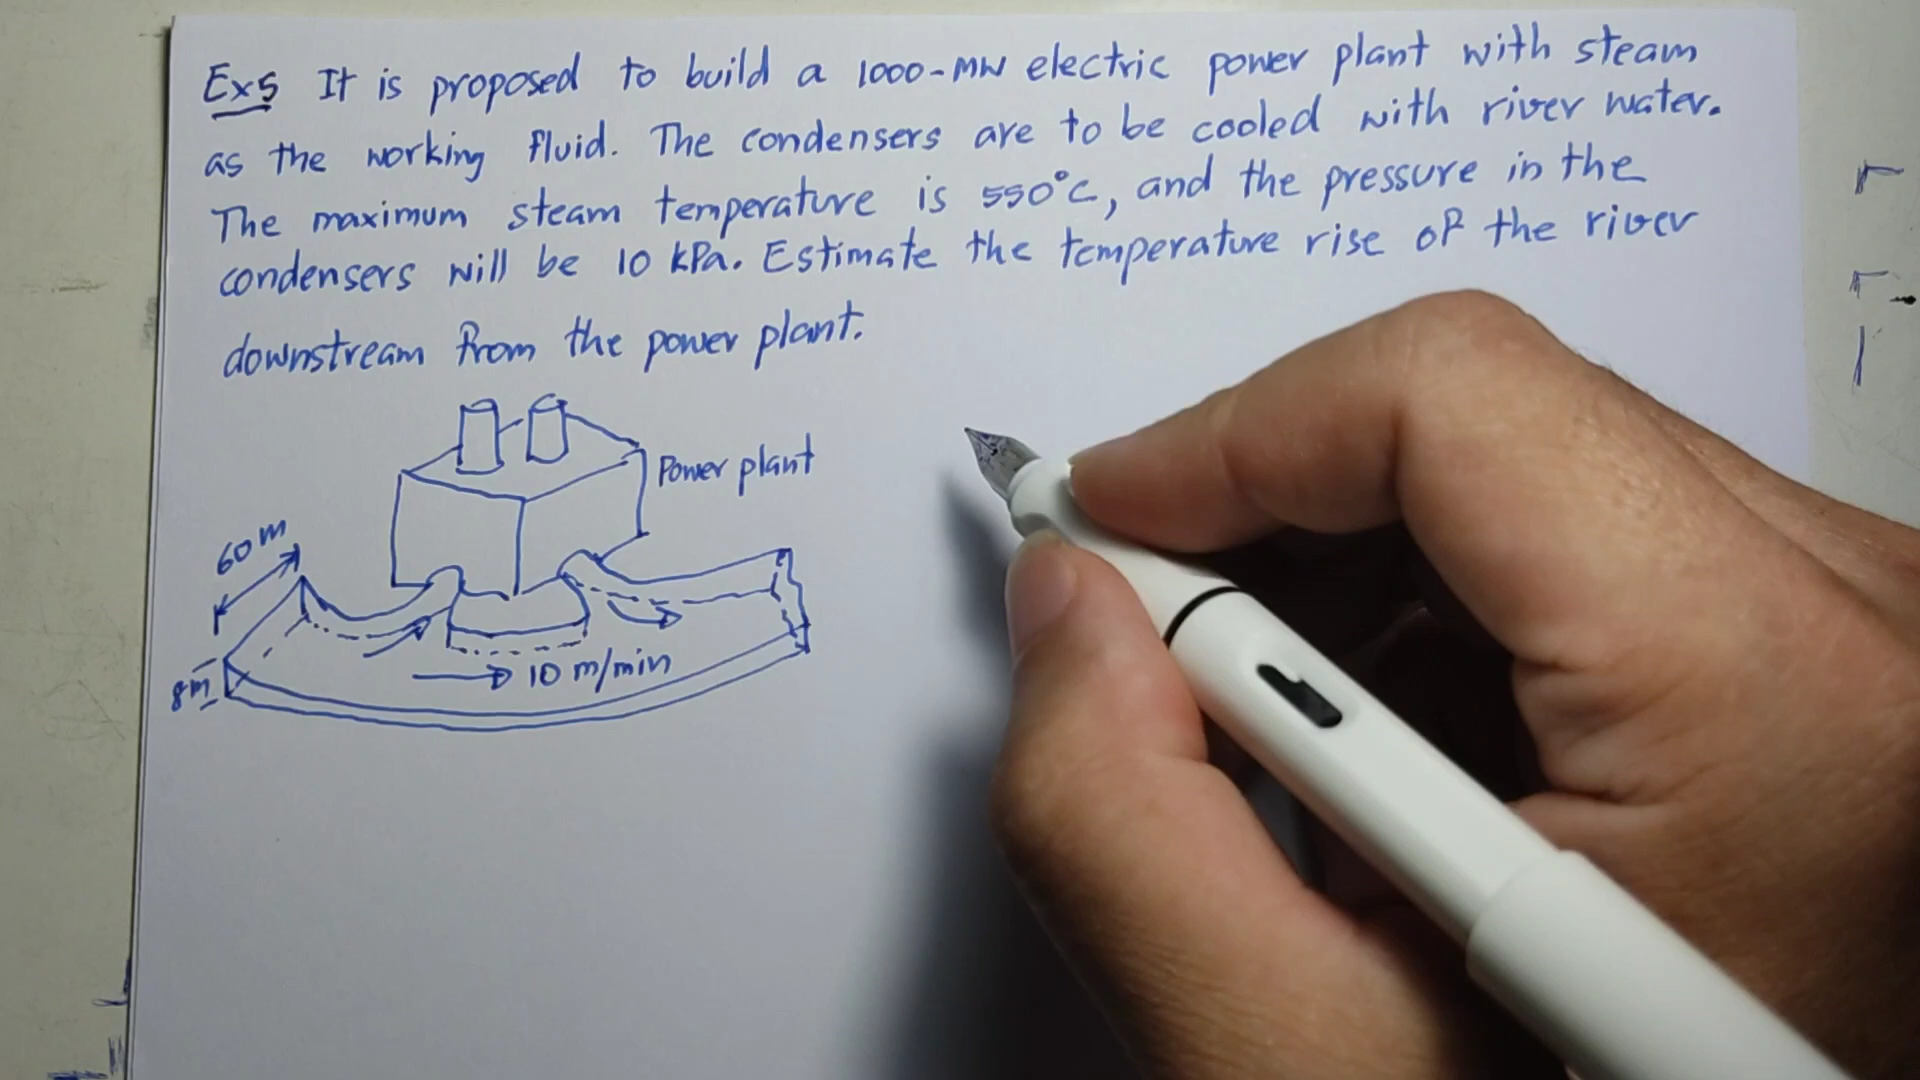 Ex5 It is proposed to build a 1000-MW electric power plant with steam
as the working fluid. The condensers are to be cooled with river water.
The maximum steam temperature is 550°C, and the pressure in the
condensers will be 10 kPa. Estimate the temperature rise of the river
downstream from the power plant.
Power plant
60 m
8m
10 m/min